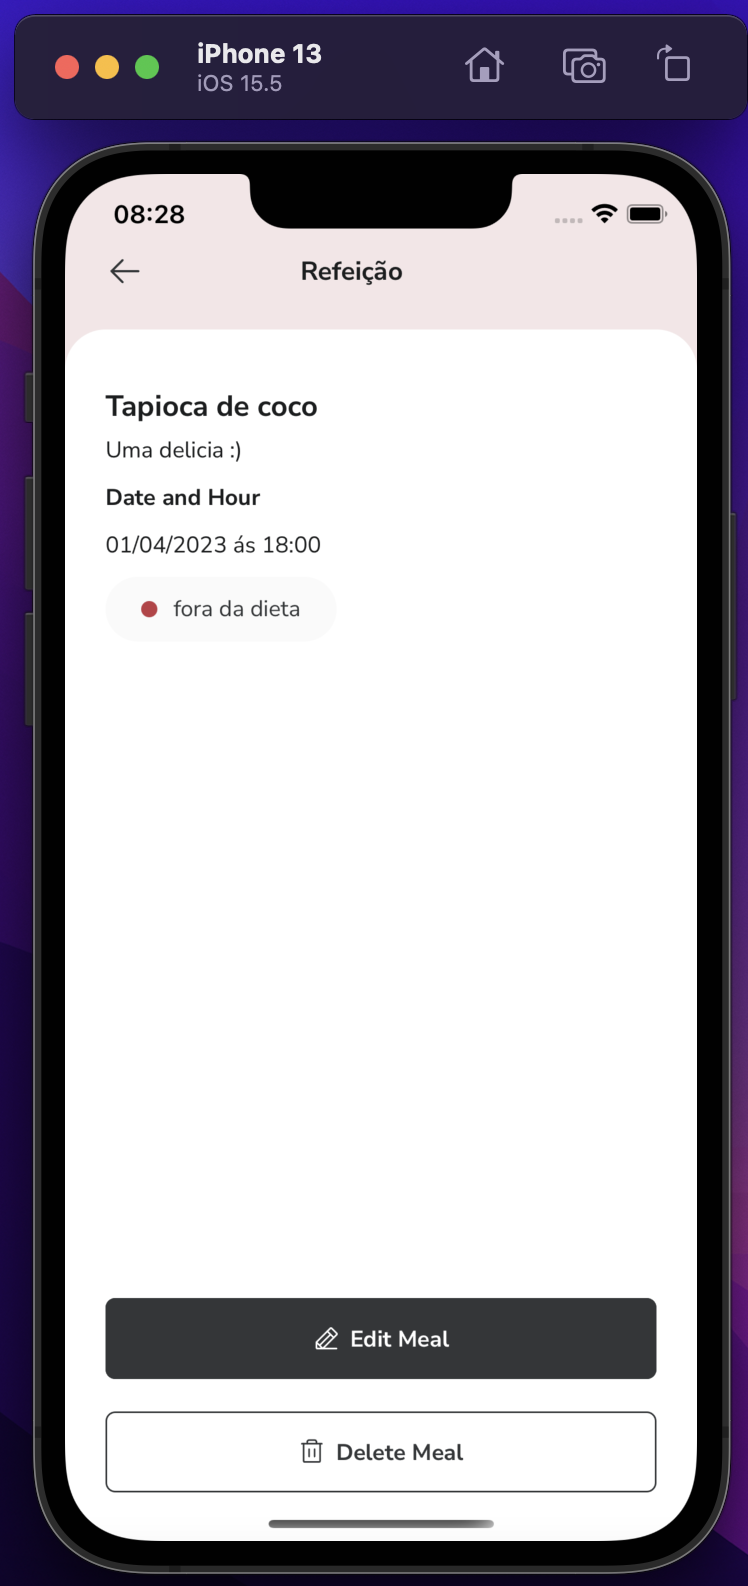 iPhone 13
iOS 15.5
08:28
Refeição
Tapioca de coco
Uma delicia :)
Date and Hour
01/04/2023 ás 18:00
fora da dieta
Edit Meal
Delete Meal